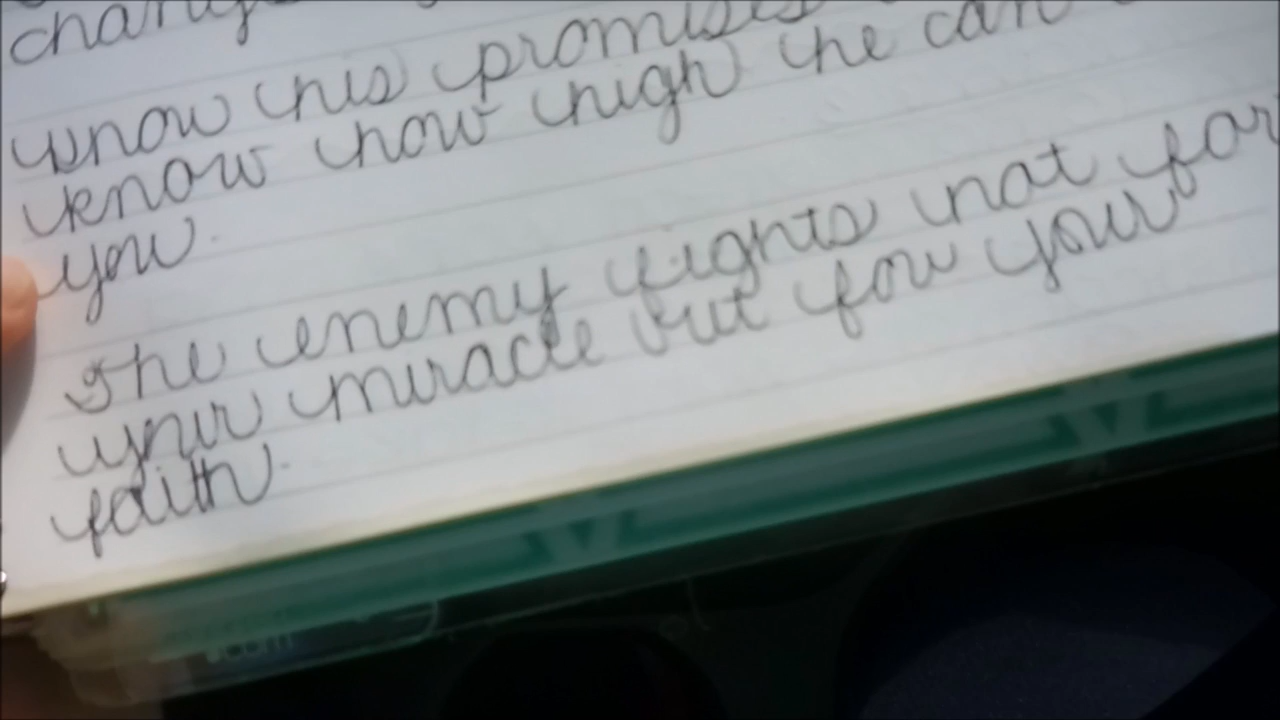 know his promises
know how high he can
you.
The enemy fights not for
your miracle but for your
faith.
.com